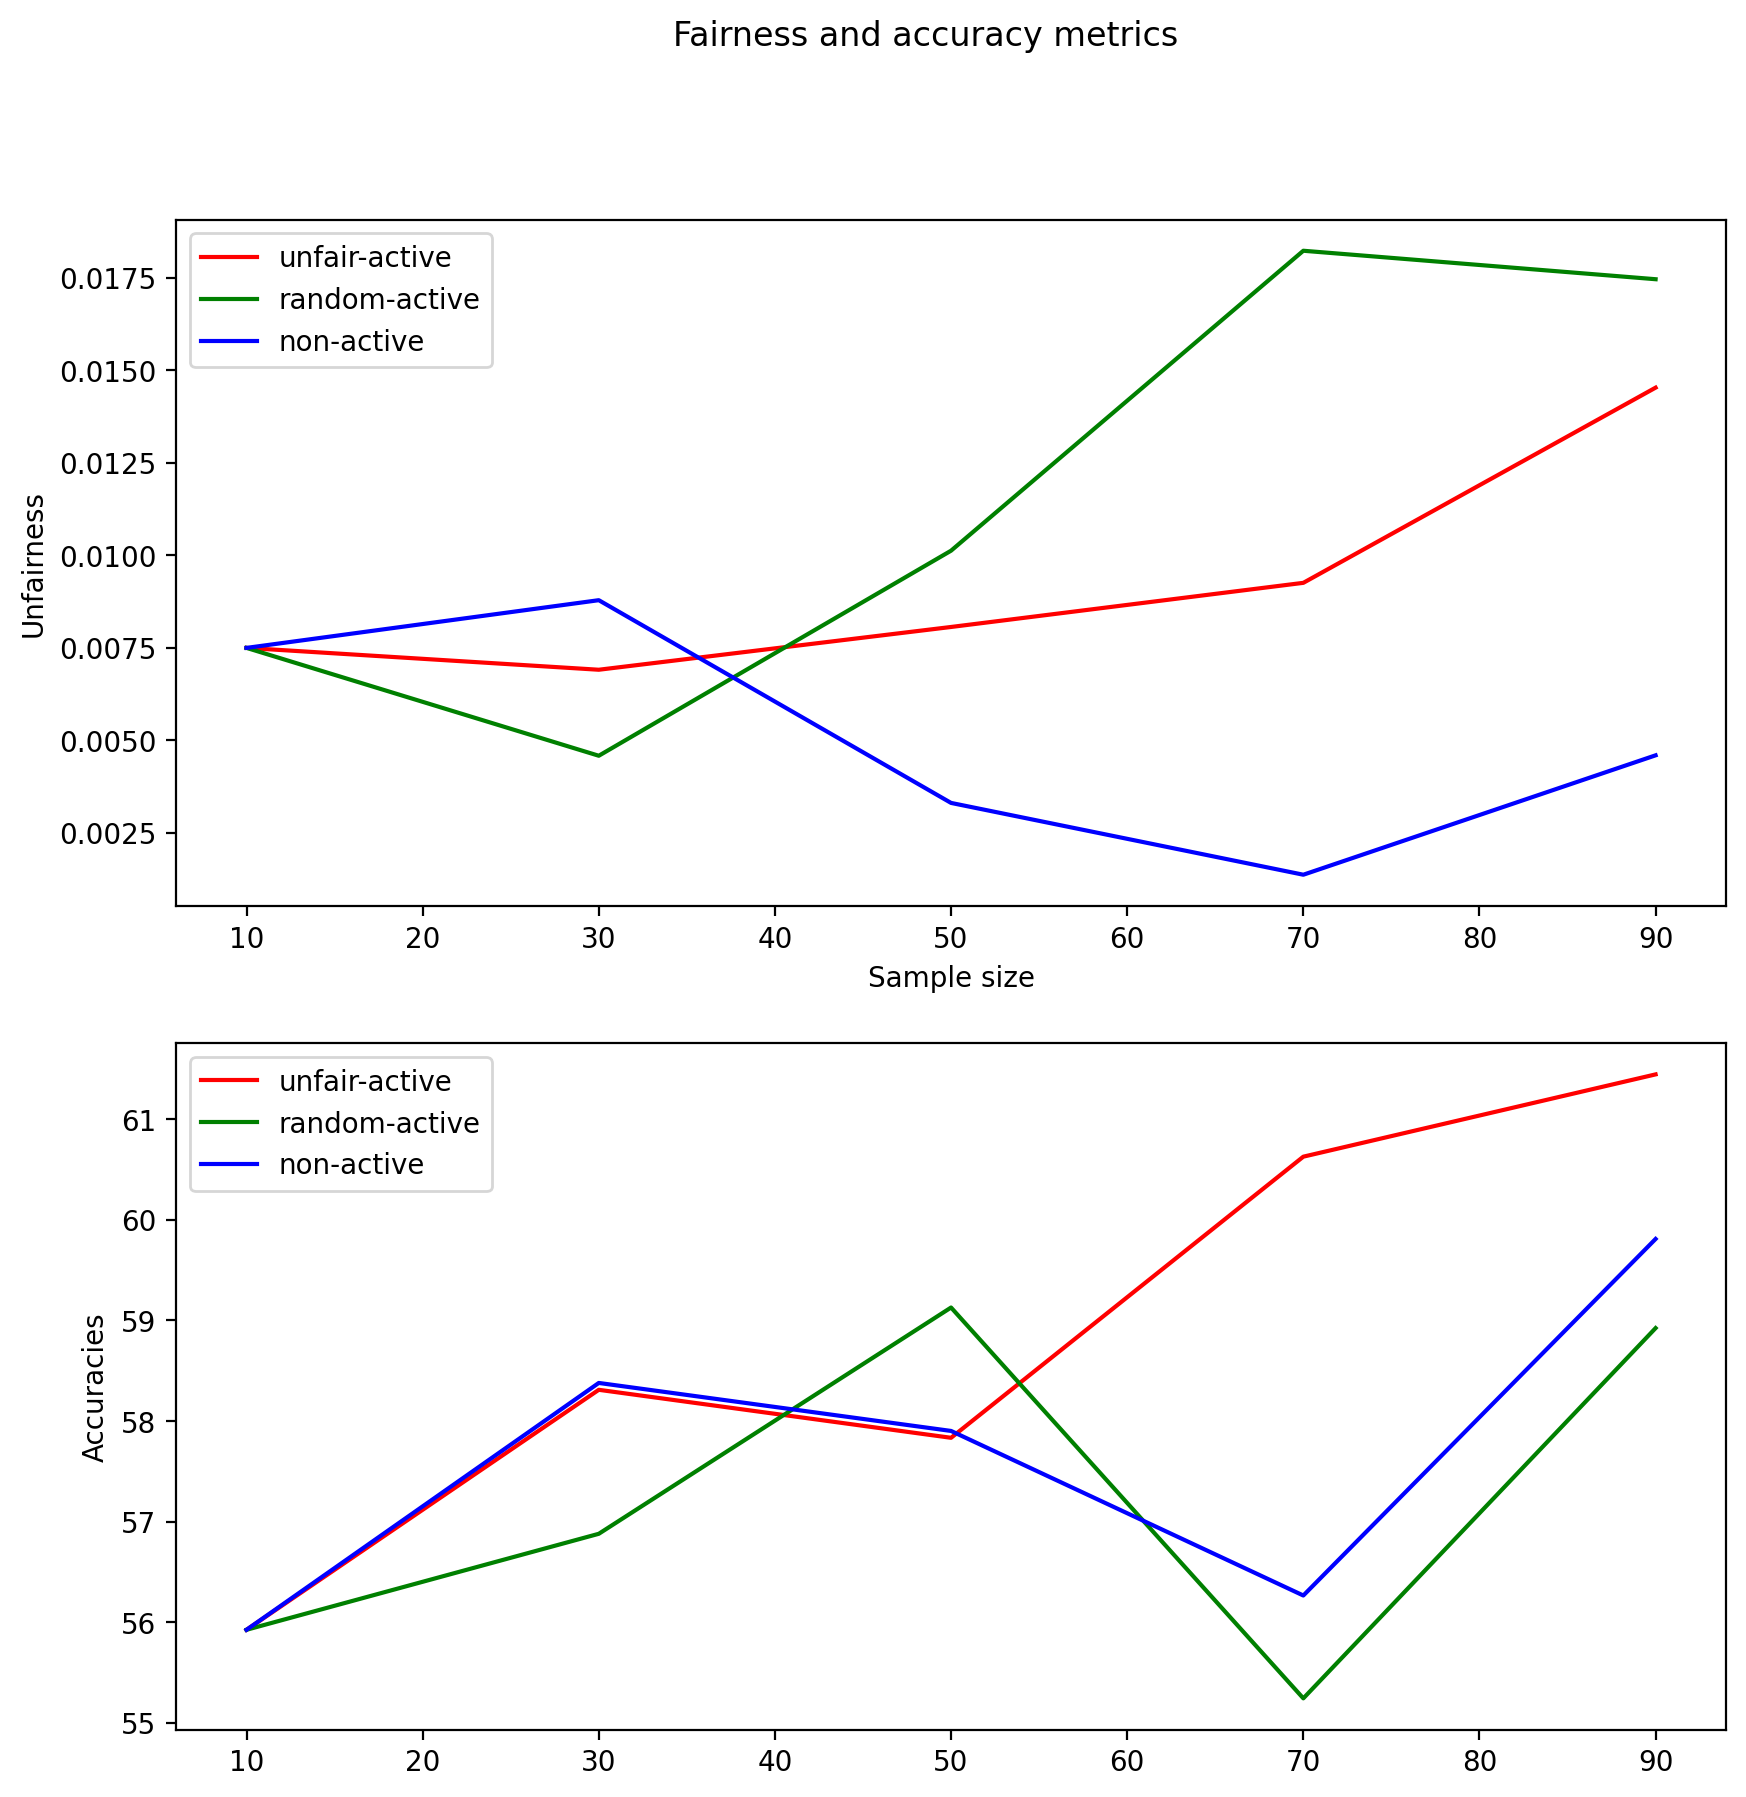 Fairness and accuracy metrics
unfair-active
random-active
non-active
0.0175
0.0150
0.0125
0.0100
0.0075
0.0050
0.0025
Unfairness
10 20 30 40 50 60 70 80 90
Sample size
unfair-active
random-active
non-active
61
60
59
58
57
56
55
Accuracies
10 20 30 40 50 60 70 80 90